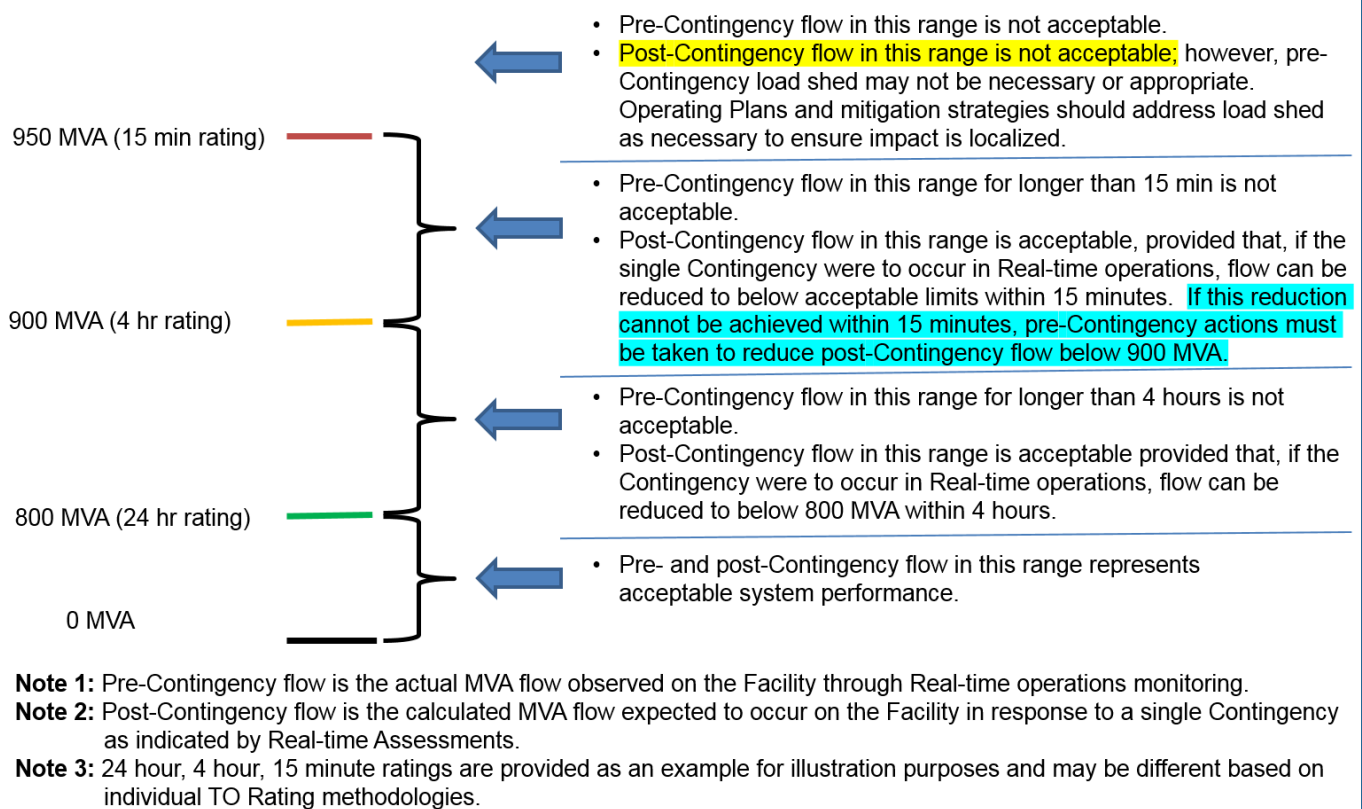 • Pre-Contingency flow in this range is not acceptable.
• Post-Contingency flow in this range is not acceptable; however, pre-
Contingency load shed may not be necessary or appropriate.
Operating Plans and mitigation strategies should address load shed
as necessary to ensure impact is localized.
950 MVA (15 min rating)
• Pre-Contingency flow in this range for longer than 15 min is not
acceptable.
• Post-Contingency flow in this range is acceptable, provided that, if the
single Contingency were to occur in Real-time operations, flow can be
reduced to below acceptable limits within 15 minutes. If this reduction
cannot be achieved within 15 minutes, pre-Contingency actions must
be taken to reduce post-Contingency flow below 900 MVA.
900 MVA (4 hr rating)
• Pre-Contingency flow in this range for longer than 4 hours is not
acceptable.
• Post-Contingency flow in this range is acceptable provided that, if the
Contingency were to occur in Real-time operations, flow can be
reduced to below 800 MVA within 4 hours.
800 MVA (24 hr rating)
• Pre- and post-Contingency flow in this range represents
acceptable system performance.
0 MVA
Note 1: Pre-Contingency flow is the actual MVA flow observed on the Facility through Real-time operations monitoring.
Note 2: Post-Contingency flow is the calculated MVA flow expected to occur on the Facility in response to a single Contingency
as indicated by Real-time Assessments.
Note 3: 24 hour, 4 hour, 15 minute ratings are provided as an example for illustration purposes and may be different based on
individual TO Rating methodologies.